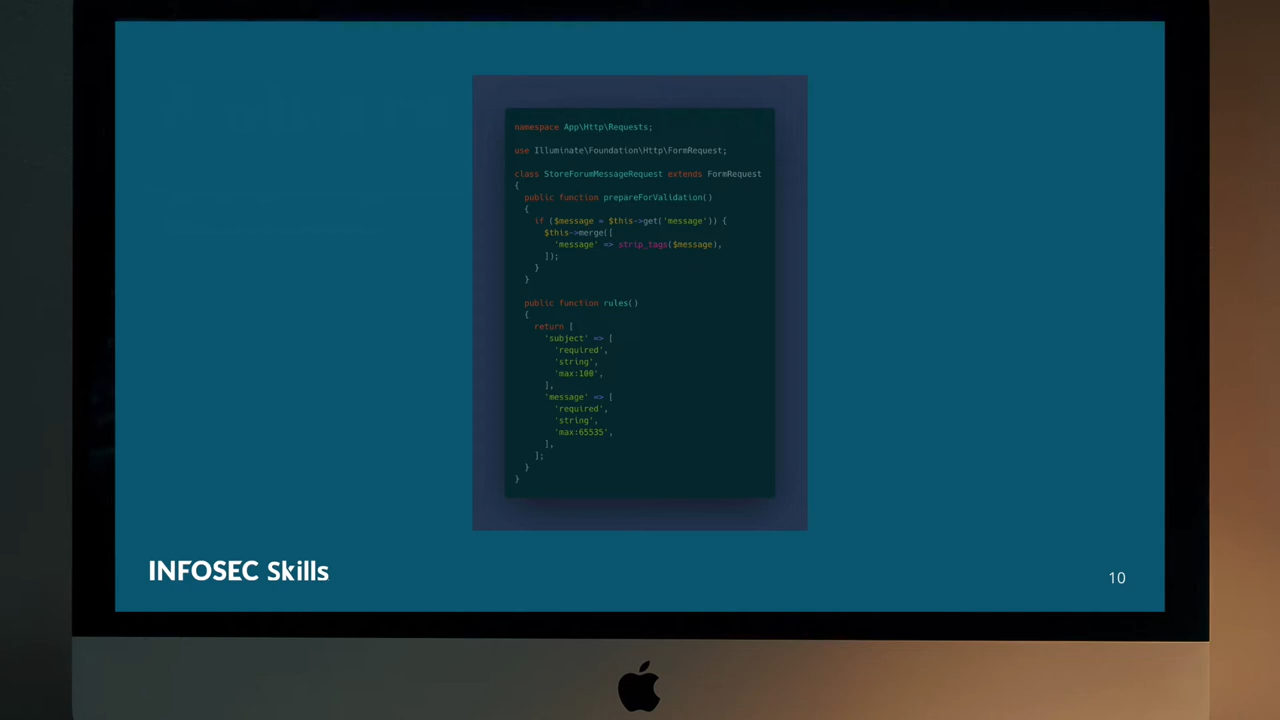 namespace App\Http\Requests;
use Illuminate\Foundation\Http\FormRequest;
class StoreForumMessageRequest extends FormRequest
{
public function prepareForValidation()
{
if ($message = $this->get('message')) {
$this->merge([
'message' => strip_tags($message),
]);
}
}
public function rules()
{
return [
'subject' => [
'required',
'string',
'max:100',
],
'message' => [
'required',
'string',
'max:65535',
],
];
}
}
INFOSEC Skills
10